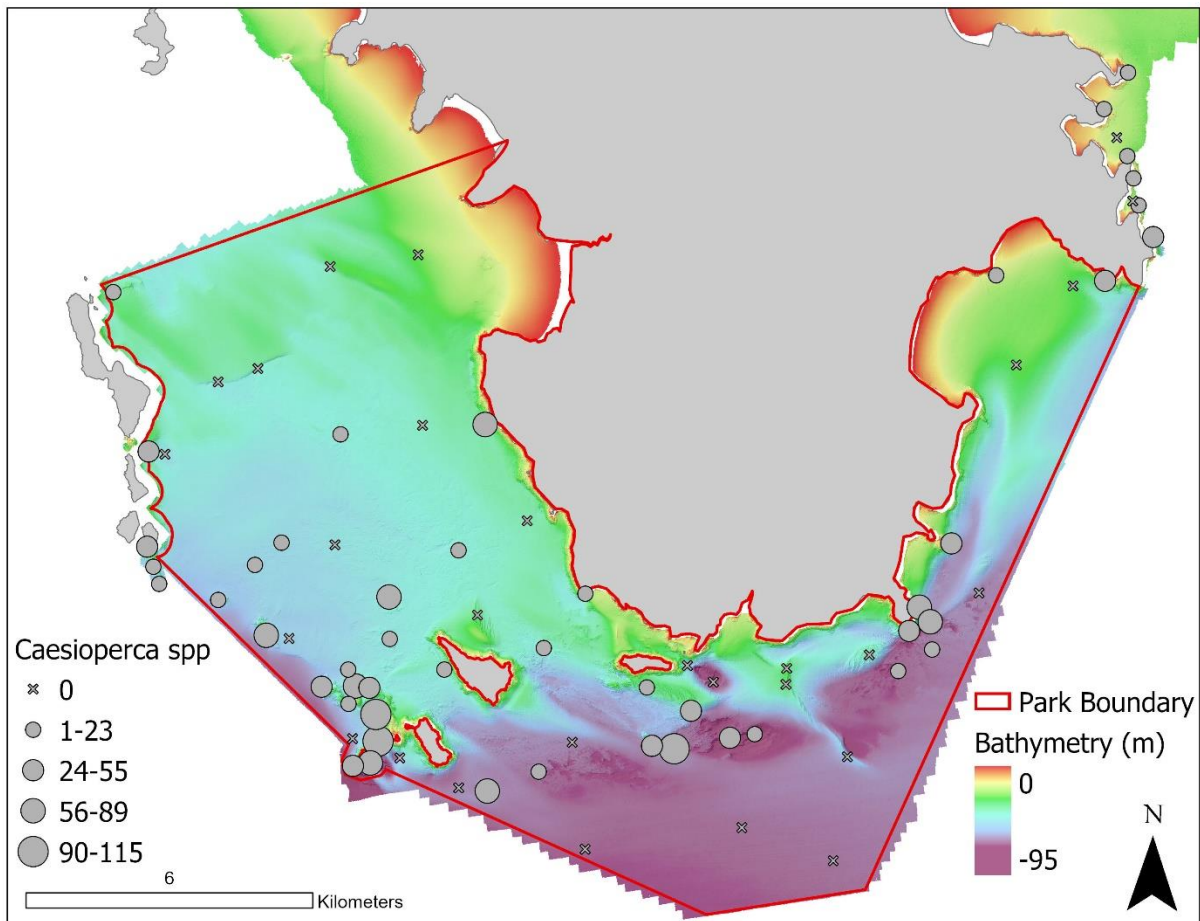 Caesioperca spp
0
1-23
24-55
56-89
90-115
6
Kilometers
Park Boundary
Bathymetry (m)
0
-95
N